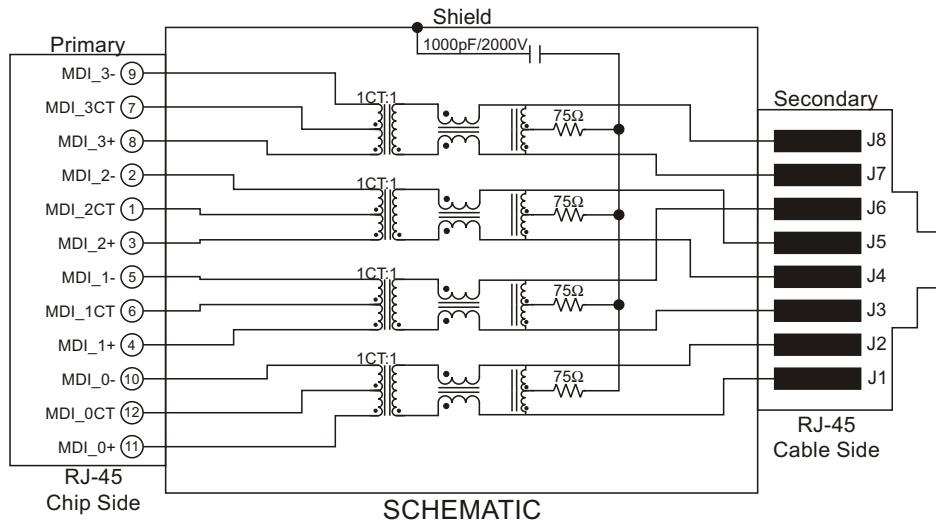 Shield
Primary
1000pF/2000V
MDI_3- 9
MDI_3CT 7
MDI_3+ 8
MDI_2- 2
MDI_2CT 1
MDI_2+ 3
MDI_1- 5
MDI_1CT 6
MDI_1+ 4
MDI_0- 10
MDI_0CT 12
MDI_0+ 11
RJ-45
Chip Side
1CT:1
75Ω
1CT:1
75Ω
1CT:1
75Ω
1CT:1
75Ω
Secondary
J8
J7
J6
J5
J4
J3
J2
J1
RJ-45
Cable Side
SCHEMATIC